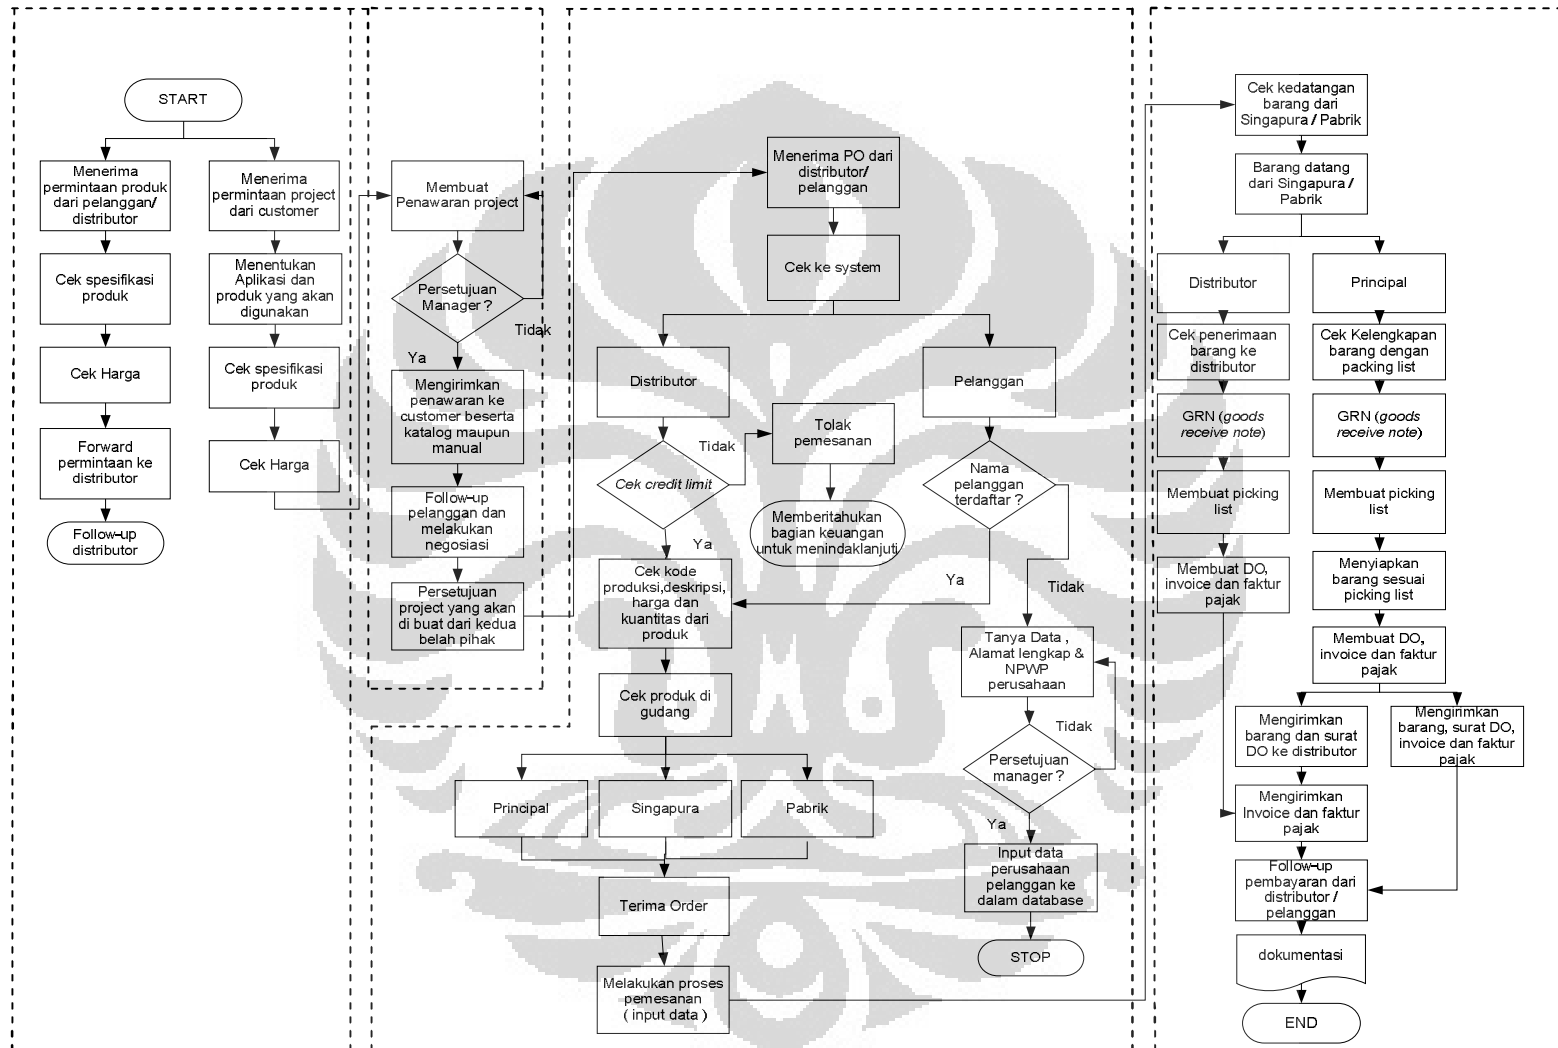 START
Menerima
permintaan produk
dari pelanggan/
distributor
Cek spesifikasi
produk
Cek Harga
Forward
permintaan ke
distributor
Follow-up
distributor
Menerima
permintaan project
dari customer
Menentukan
Aplikasi dan
produk yang akan
digunakan
Cek spesifikasi
produk
Cek Harga
Membuat
Penawaran project
Persetujuan
Manager ?
Tidak
Ya
Mengirimkan
penawaran ke
customer beserta
katalog maupun
manual
Follow-up
pelanggan dan
melakukan
negosiasi
Persetujuan
project yang akan
di buat dari kedua
belah pihak
Menerima PO dari
distributor/
pelanggan
Cek ke system
Distributor
Cek credit limit
Tidak
Tolak
pemesanan
Memberitahukan
bagian keuangan
untuk menindaklanjuti
Ya
Cek kode
produksi,deskripsi,
harga dan
kuantitas dari
produk
Cek produk di
gudang
Principal
Singapura
Pabrik
Terima Order
Melakukan proses
pemesanan
( input data )
Pelanggan
Nama
pelanggan
terdaftar ?
Ya
Tidak
Tanya Data ,
Alamat lengkap &
NPWP
perusahaan
Tidak
Persetujuan
manager ?
Ya
Input data
perusahaan
pelanggan ke
dalam database
STOP
Cek kedatangan
barang dari
Singapura / Pabrik
Barang datang
dari Singapura /
Pabrik
Distributor
Cek penerimaan
barang ke
distributor
GRN (goods
receive note)
Membuat picking
list
Membuat DO,
invoice dan faktur
pajak
Principal
Cek Kelengkapan
barang dengan
packing list
GRN (goods
receive note)
Membuat picking
list
Menyiapkan
barang sesuai
picking list
Membuat DO,
invoice dan faktur
pajak
Mengirimkan
barang dan surat
DO ke distributor
Mengirimkan
barang, surat DO,
invoice dan faktur
pajak
Mengirimkan
Invoice dan faktur
pajak
Follow-up
pembayaran dari
distributor /
pelanggan
dokumentasi
END